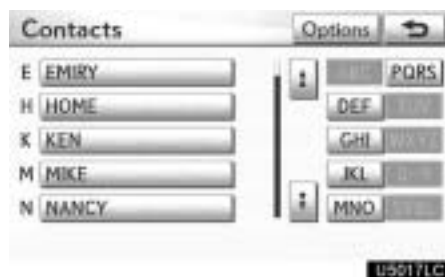 Contacts Options
E EMIRY PQRS
H HOME DEF
K KEN GHI
M MIKE JKL
N NANCY MNO
U5017LC